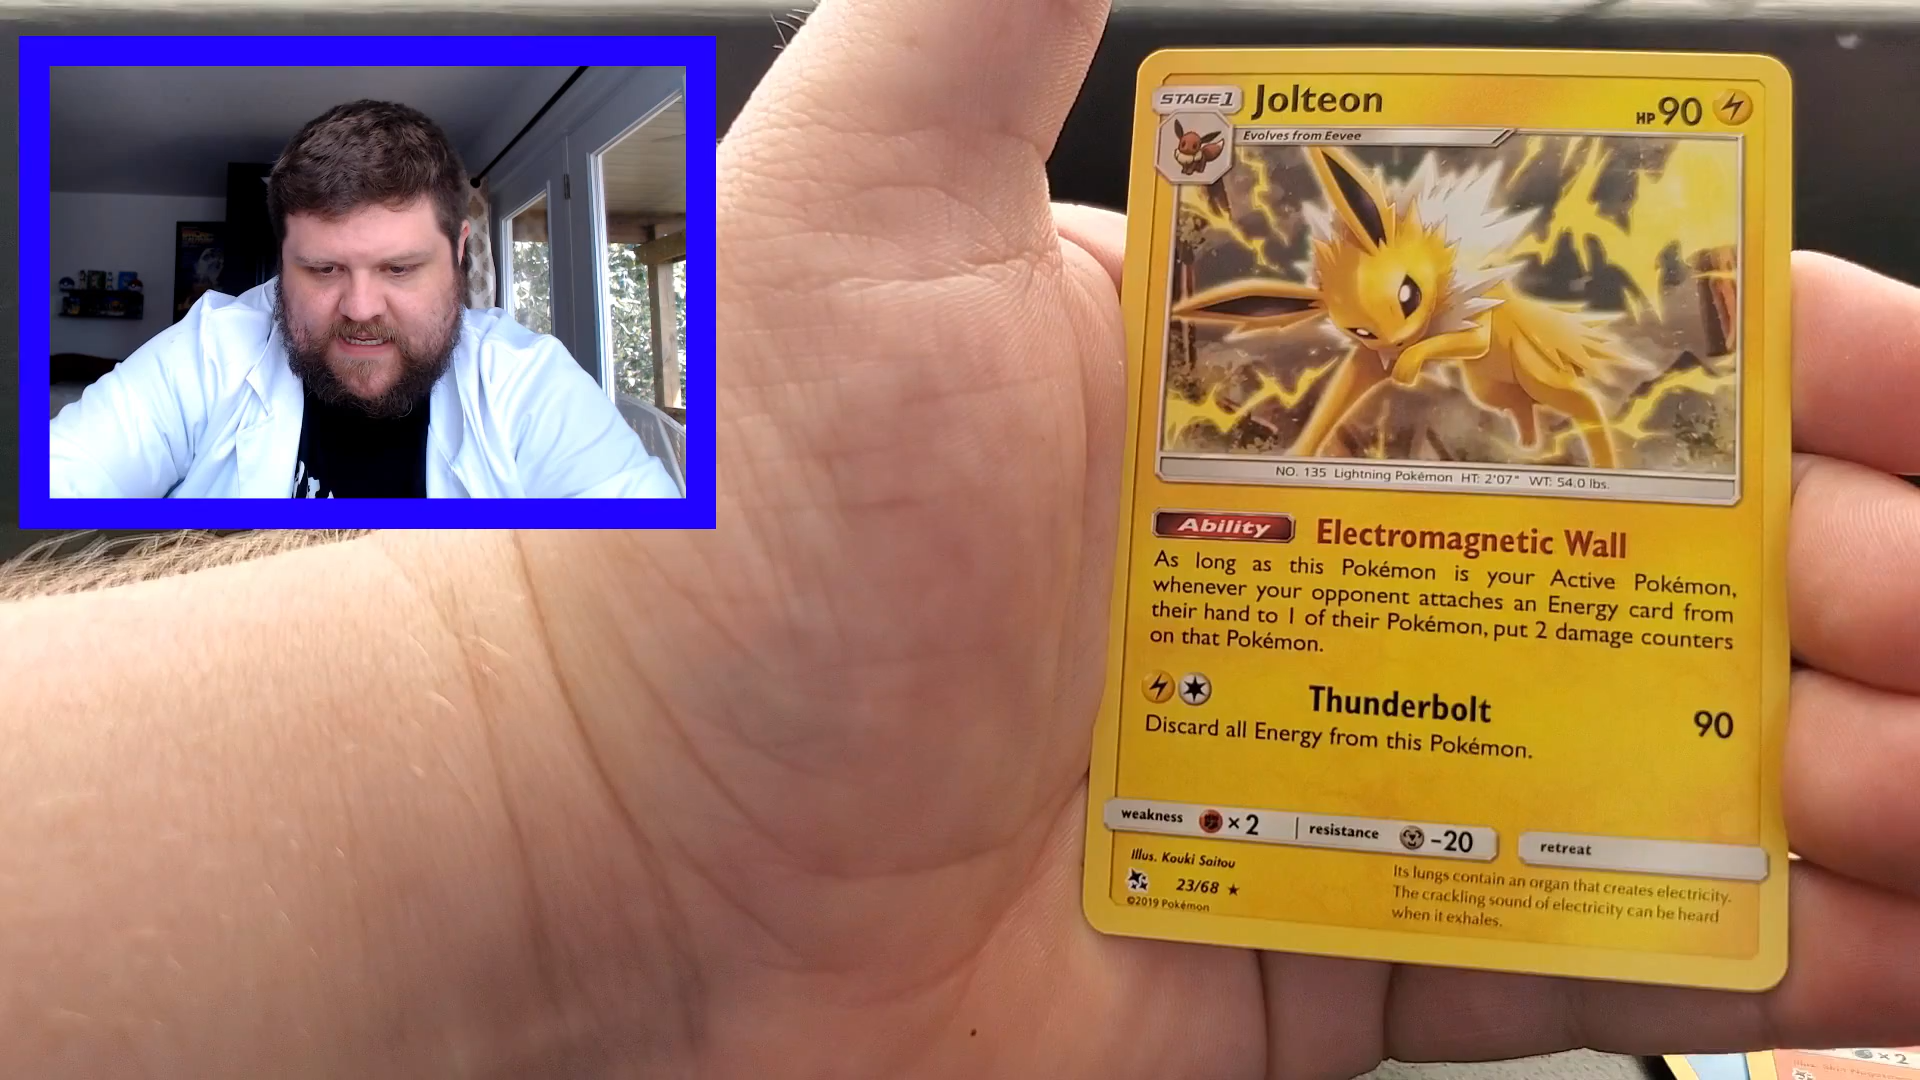 STAGE1 Jolteon HP90
Evolves from Eevee
NO. 135 Lightning Pokémon HT: 2'07" WT: 54.0 lbs.
Ability Electromagnetic Wall
As long as this Pokémon is your Active Pokémon,
whenever your opponent attaches an Energy card from
their hand to 1 of their Pokémon, put 2 damage counters
on that Pokémon.
Thunderbolt 90
Discard all Energy from this Pokémon.
weakness ×2 resistance -20 retreat
Illus. Kouki Saitou
23/68
©2019 Pokémon
Its lungs contain an organ that creates electricity.
The crackling sound of electricity can be heard
when it exhales.
×2